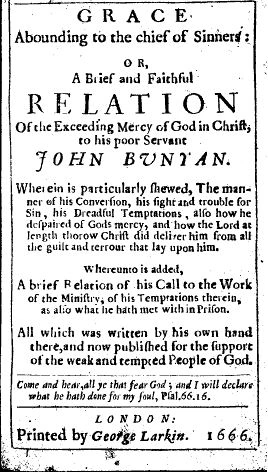 GRACE
Abounding to the chief of Sinners:
OR,
A Brief and Faithful
RELATION
Of the Exceeding Mercy of God in Christ,
to his poor Servant
JOHN BUNYAN.
Wherein is particularly ſhewed, The man-
ner of his Converſion, his ſight and trouble for
Sin, his Dreadful Temptations, alſo how he
deſpaired of Gods mercy, and how the Lord at
length thorow Chriſt did deliver him from all
the guilt and terrour that lay upon him.
Whereunto is added,
A brief Relation of his Call to the Work
of the Miniſtry, of his Temptations therein,
as alſo what he hath met with in Priſon.
All which was written by his own hand
there, and now publiſhed for the ſupport
of the weak and tempted People of God.
Come and hear, all ye that fear God; and I will declare
what he hath done for my ſoul, Pſal. 66. 16.
LONDON:
Printed by George Larkin. 1666.